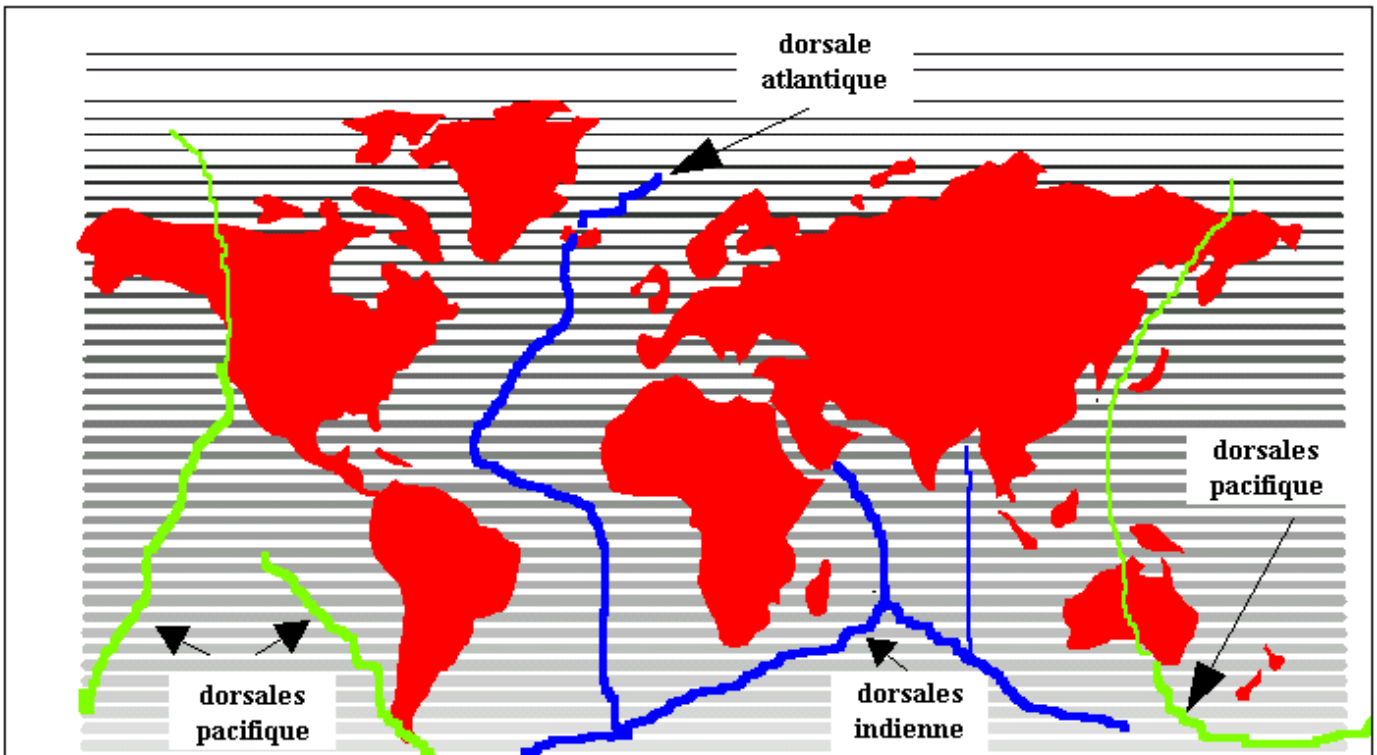 dorsale
atlantique
dorsales
pacifique
dorsales
pacifique
dorsales
indienne